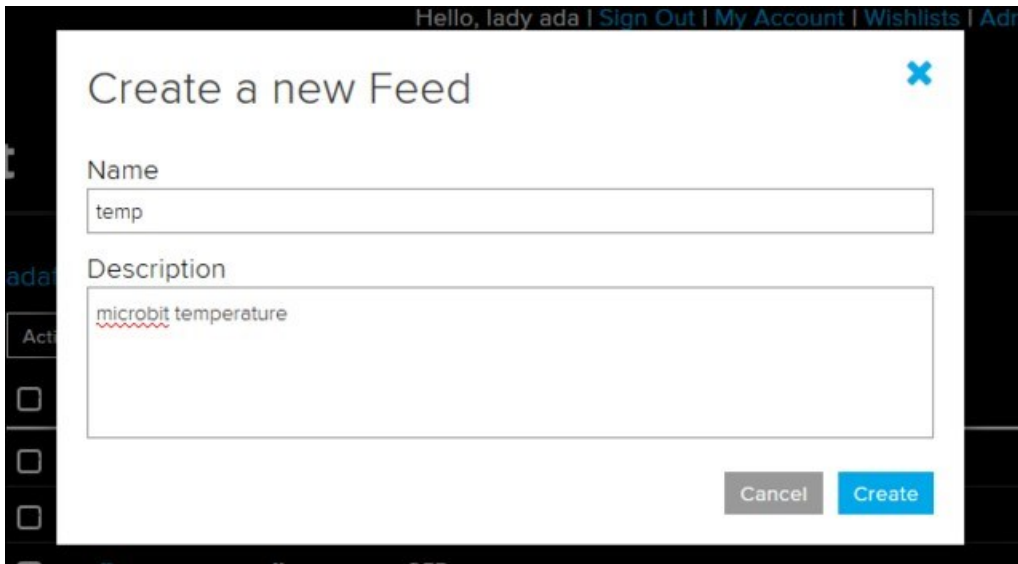 Hello, lady ada | Sign Out | My Account | Wishlists |
Create a new Feed
Name
temp
Description
microbit temperature
Cancel
Create